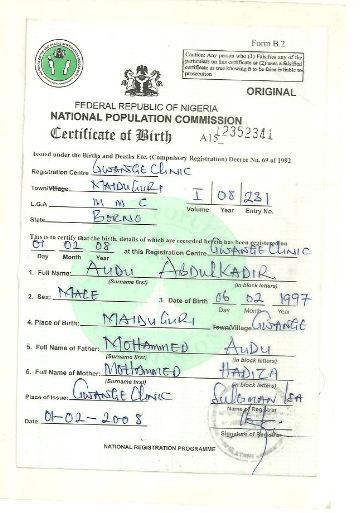 Form B.2
Caution: Any person who (1) Falsifies any of the
particulars on this certificate or (2) uses a falsified
certificate as true knowing it to be false is liable to
prosecution
ORIGINAL
FEDERAL REPUBLIC OF NIGERIA
NATIONAL POPULATION COMMISSION
Certificate of Birth A15 12352341
Issued under the Births and Deaths Etc. (Compulsory Registration) Decree No. 69 of 1992
Registration Centre GWANGE CLINIC
Town/Village MAIDUGURI I 08 231
L.G.A M M C Volume Year Entry No.
State BORNO
This is to certify that the birth, details of which are recorded herein has been registered on
01 02 08 at this Registration Centre GWANGE CLINIC
Day Month Year
1. Full Name: AUDU ABDULKADIR
(Surname first) (in block letters)
2. Sex: MALE 3 Date of Birth 06 02 1997
Day Month Year
4. Place of Birth: MAIDUGURI Town/Village GWANGE
5. Full Name of Father: MOHAMMED AUDU
(Surname first) (in block letters)
6. Full Name of Mother: MOHAMMED HADIZA
(Surname first) (in block letters)
Place of Issue: GWANGE CLINIC SULEMAN ISA
Name of Registrar
Date: 01-02-2008
Signature of Registrar
NATIONAL REGISTRATION PROGRAMME